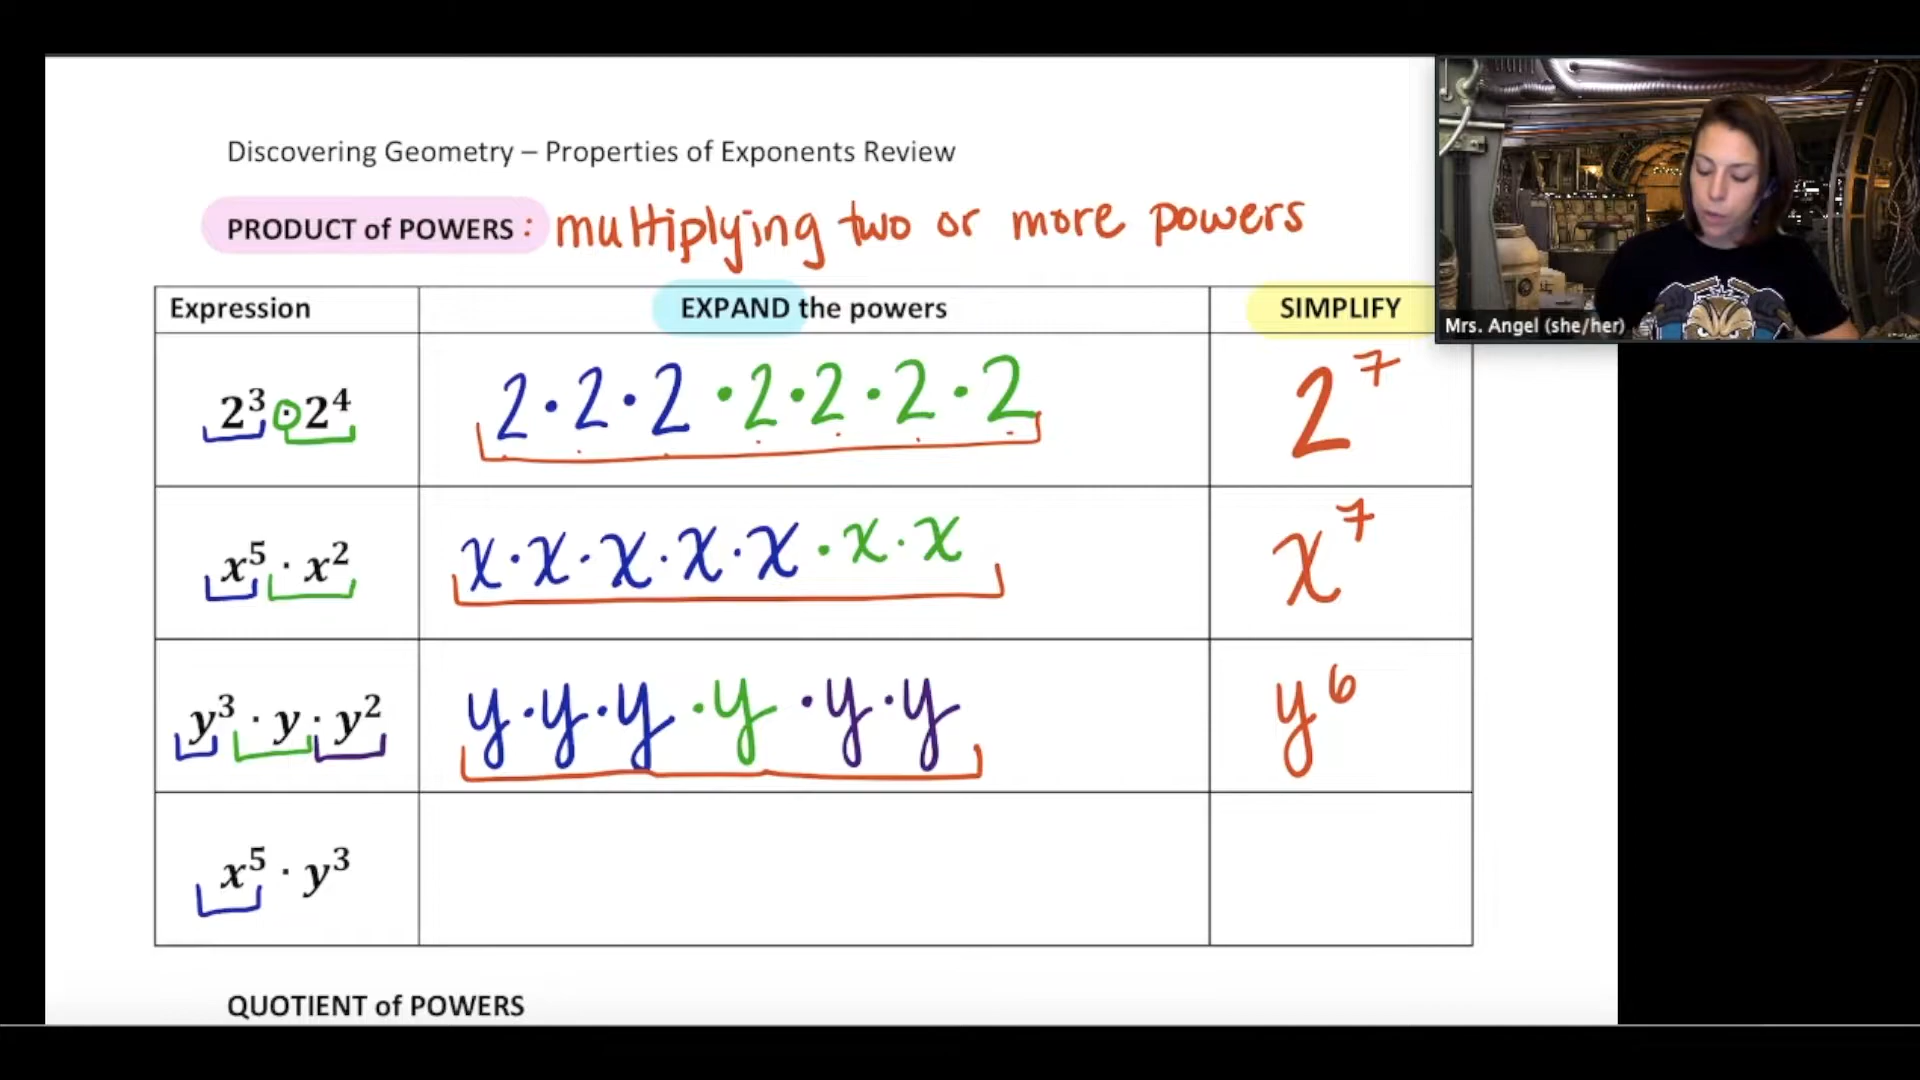 Discovering Geometry – Properties of Exponents Review
PRODUCT of POWERS : multiplying two or more powers
Expression EXPAND the powers SIMPLIFY
2³ · 2⁴ 2 · 2 · 2 · 2 · 2 · 2 · 2 2⁷
x⁵ · x² x · x · x · x · x · x · x x⁷
y³ · y · y² y · y · y · y · y · y y⁶
x⁵ · y³
QUOTIENT of POWERS
Mrs. Angel (she/her)